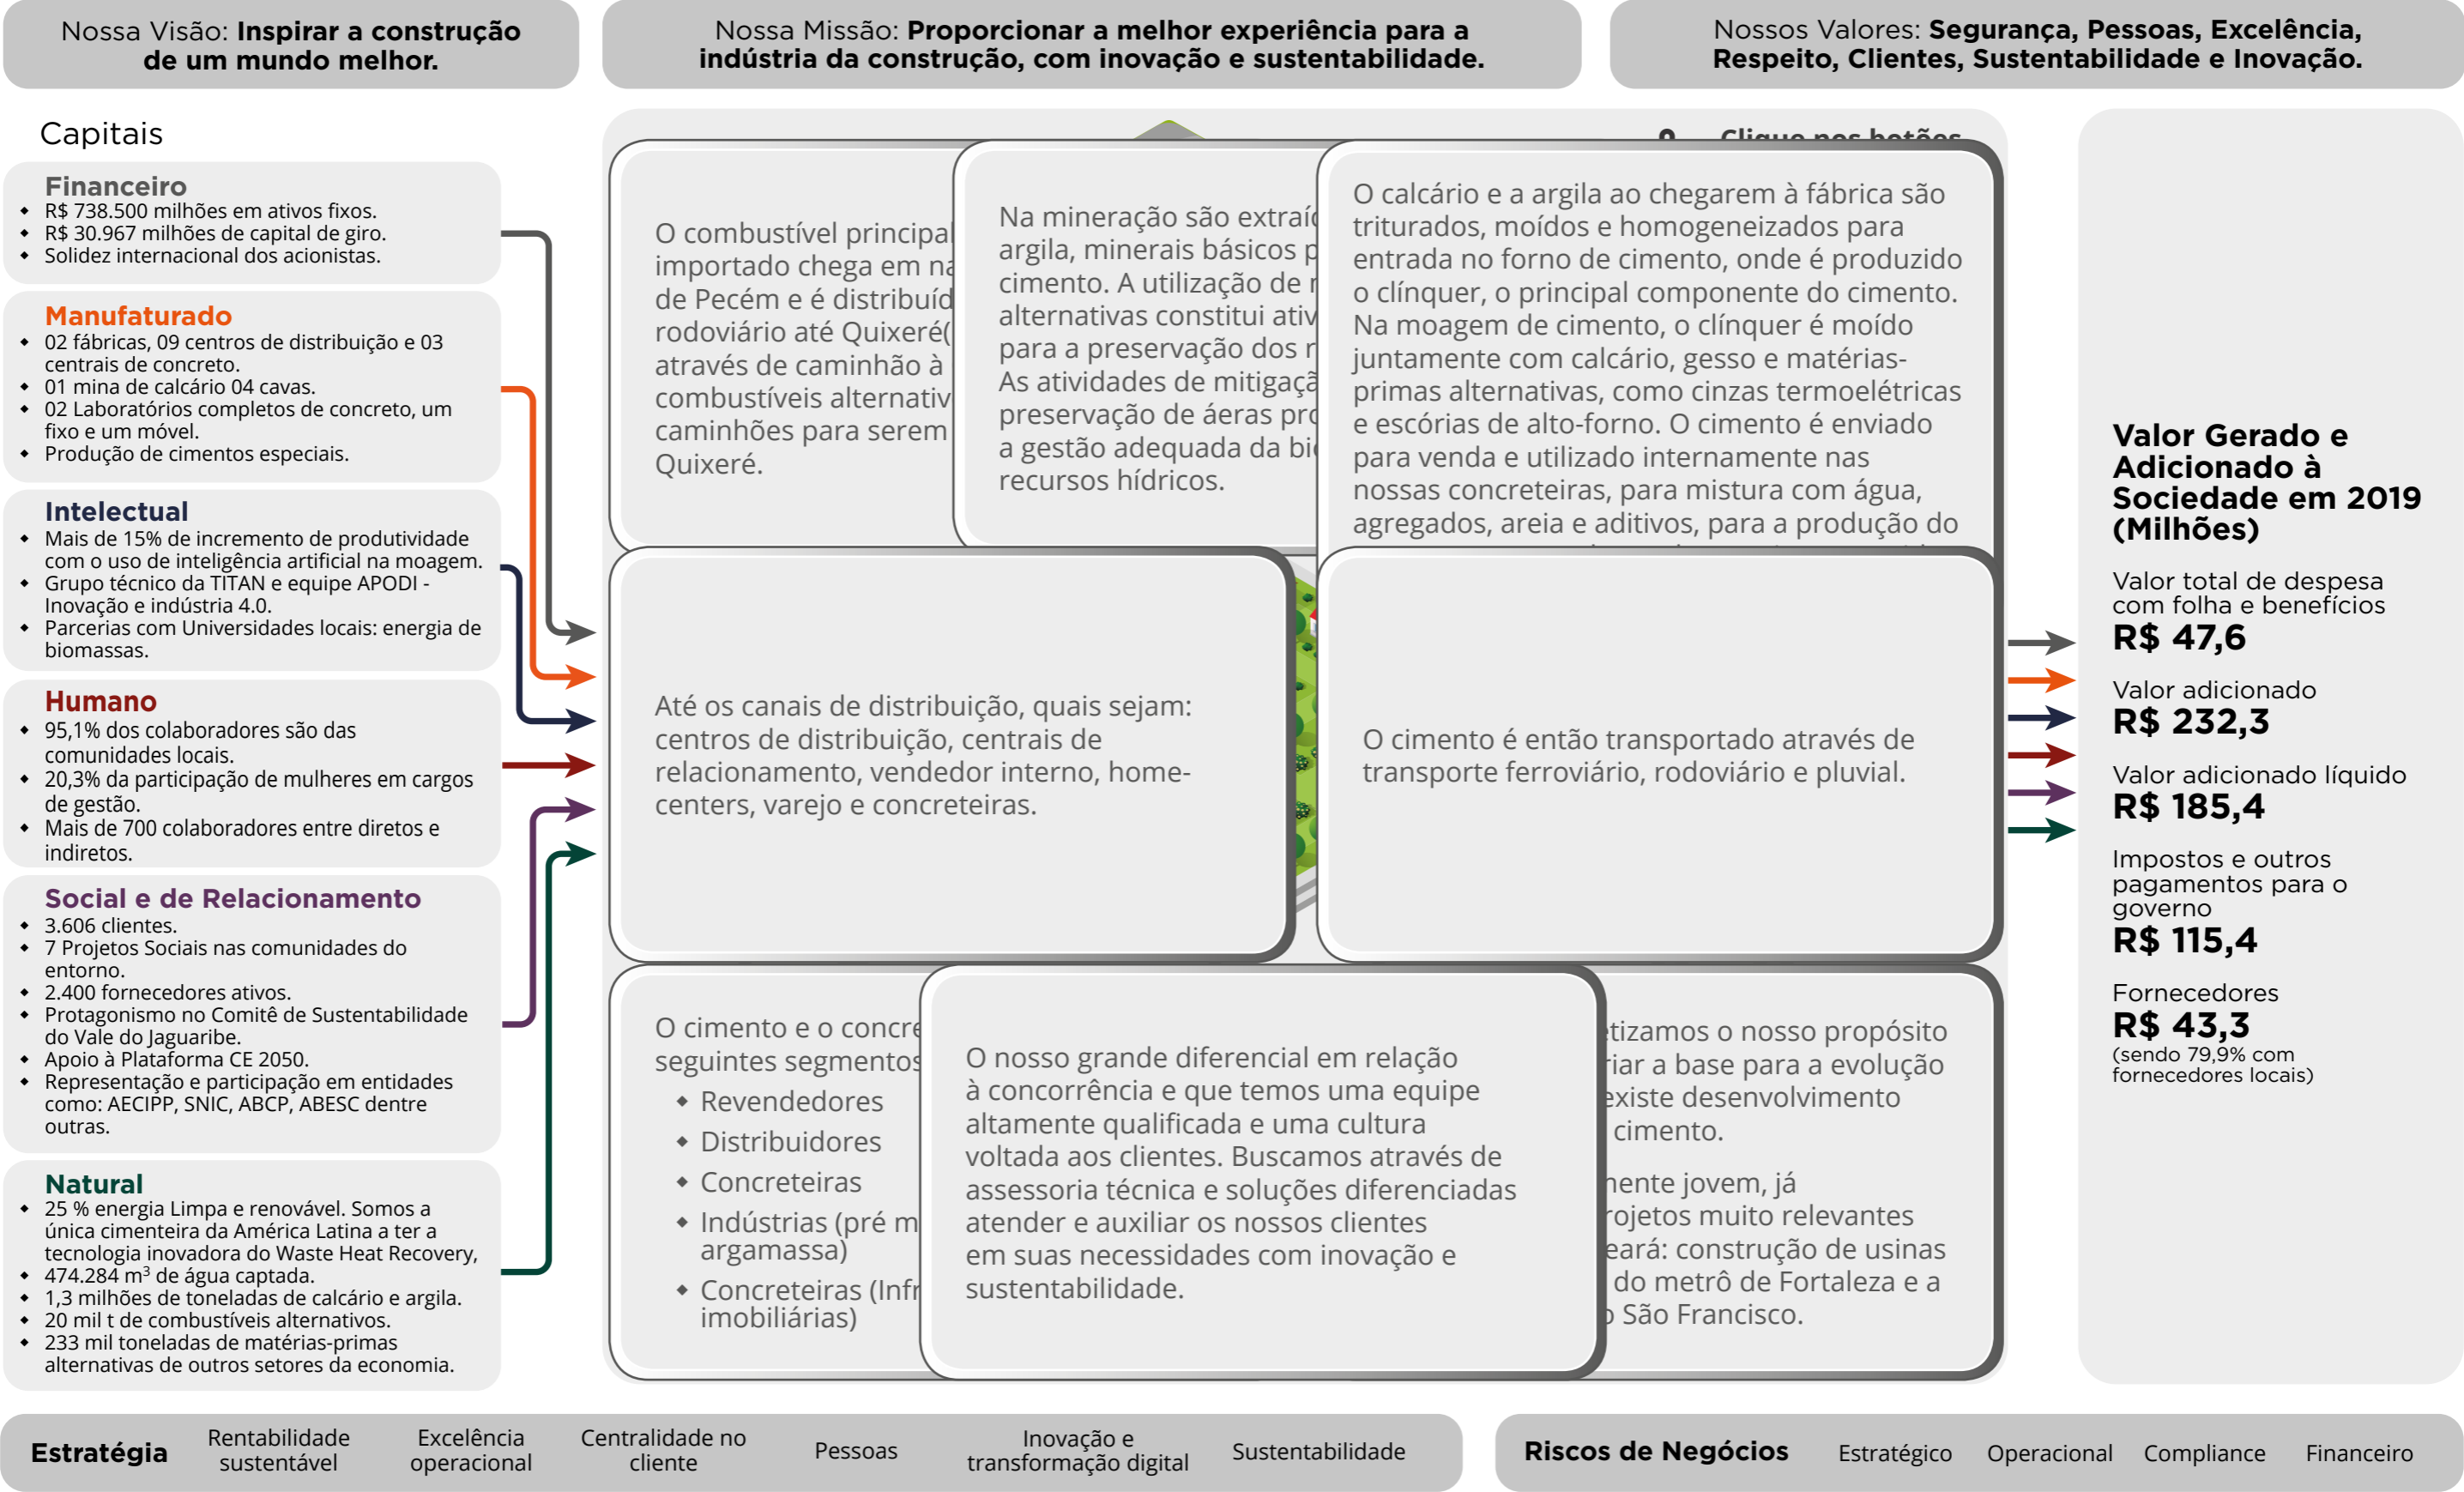 Nossa Visão: Inspirar a construção
de um mundo melhor.
Nossa Missão: Proporcionar a melhor experiência para a
indústria da construção, com inovação e sustentabilidade.
Nossos Valores: Segurança, Pessoas, Excelência,
Respeito, Clientes, Sustentabilidade e Inovação.
Capitais
Financeiro
R$ 738.500 milhões em ativos fixos.
R$ 30.967 milhões de capital de giro.
Solidez internacional dos acionistas.
Manufaturado
02 fábricas, 09 centros de distribuição e 03
centrais de concreto.
01 mina de calcário 04 cavas.
02 Laboratórios completos de concreto, um
fixo e um móvel.
Produção de cimentos especiais.
Intelectual
Mais de 15% de incremento de produtividade
com o uso de inteligência artificial na moagem.
Grupo técnico da TITAN e equipe APODI -
Inovação e indústria 4.0.
Parcerias com Universidades locais: energia de
biomassas.
Humano
95,1% dos colaboradores são das
comunidades locais.
20,3% da participação de mulheres em cargos
de gestão.
Mais de 700 colaboradores entre diretos e
indiretos.
Social e de Relacionamento
3.606 clientes.
7 Projetos Sociais nas comunidades do
entorno.
2.400 fornecedores ativos.
Protagonismo no Comitê de Sustentabilidade
do Vale do Jaguaribe.
Apoio à Plataforma CE 2050.
Representação e participação em entidades
como: AECIPP, SNIC, ABCP, ABESC dentre
outras.
Natural
25 % energia Limpa e renovável. Somos a
única cimenteira da América Latina a ter a
tecnologia inovadora do Waste Heat Recovery,
474.284 m³ de água captada.
1,3 milhões de toneladas de calcário e argila.
20 mil t de combustíveis alternativos.
233 mil toneladas de matérias-primas
alternativas de outros setores da economia.
Clique nos botões
O combustível principal
importado chega em
de Pecém e é
rodoviário até Quixeré(
através de caminhão à
combustíveis
caminhões para serem
Quixeré.
Na mineração são
argila, minerais básicos
cimento. A utilização de
alternativas constitui
para a preservação dos
As atividades de
preservação de áeras
a gestão adequada da
recursos hídricos.
O calcário e a argila ao chegarem à fábrica são
triturados, moídos e homogeneizados para
entrada no forno de cimento, onde é produzido
o clínquer, o principal componente do cimento.
Na moagem de cimento, o clínquer é moído
juntamente com calcário, gesso e matérias-
primas alternativas, como cinzas termoelétricas
e escórias de alto-forno. O cimento é enviado
para venda e utilizado internamente nas
nossas concreteiras, para mistura com água,
agregados, areia e aditivos, para a produção do
Até os canais de distribuição, quais sejam:
centros de distribuição, centrais de
relacionamento, vendedor interno, home-
centers, varejo e concreteiras.
O cimento é então transportado através de
transporte ferroviário, rodoviário e pluvial.
O cimento e o
seguintes segmentos
Revendedores
Distribuidores
Concreteiras
Indústrias (pré
argamassa)
Concreteiras
imobiliárias)
O nosso grande diferencial em relação
à concorrência e que temos uma equipe
altamente qualificada e uma cultura
voltada aos clientes. Buscamos através de
assessoria técnica e soluções diferenciadas
atender e auxiliar os nossos clientes
em suas necessidades com inovação e
sustentabilidade.
o nosso propósito
a base para a evolução
existe desenvolvimento
cimento.
jovem, já
muito relevantes
construção de usinas
do metrô de Fortaleza e a
São Francisco.
Valor Gerado e
Adicionado à
Sociedade em 2019
(Milhões)
Valor total de despesa
com folha e benefícios
R$ 47,6
Valor adicionado
R$ 232,3
Valor adicionado líquido
R$ 185,4
Impostos e outros
pagamentos para o
governo
R$ 115,4
Fornecedores
R$ 43,3
(sendo 79,9% com
fornecedores locais)
Estratégia
Rentabilidade
sustentável
Excelência
operacional
Centralidade no
cliente
Pessoas
Inovação e
transformação digital
Sustentabilidade
Riscos de Negócios
Estratégico
Operacional
Compliance
Financeiro